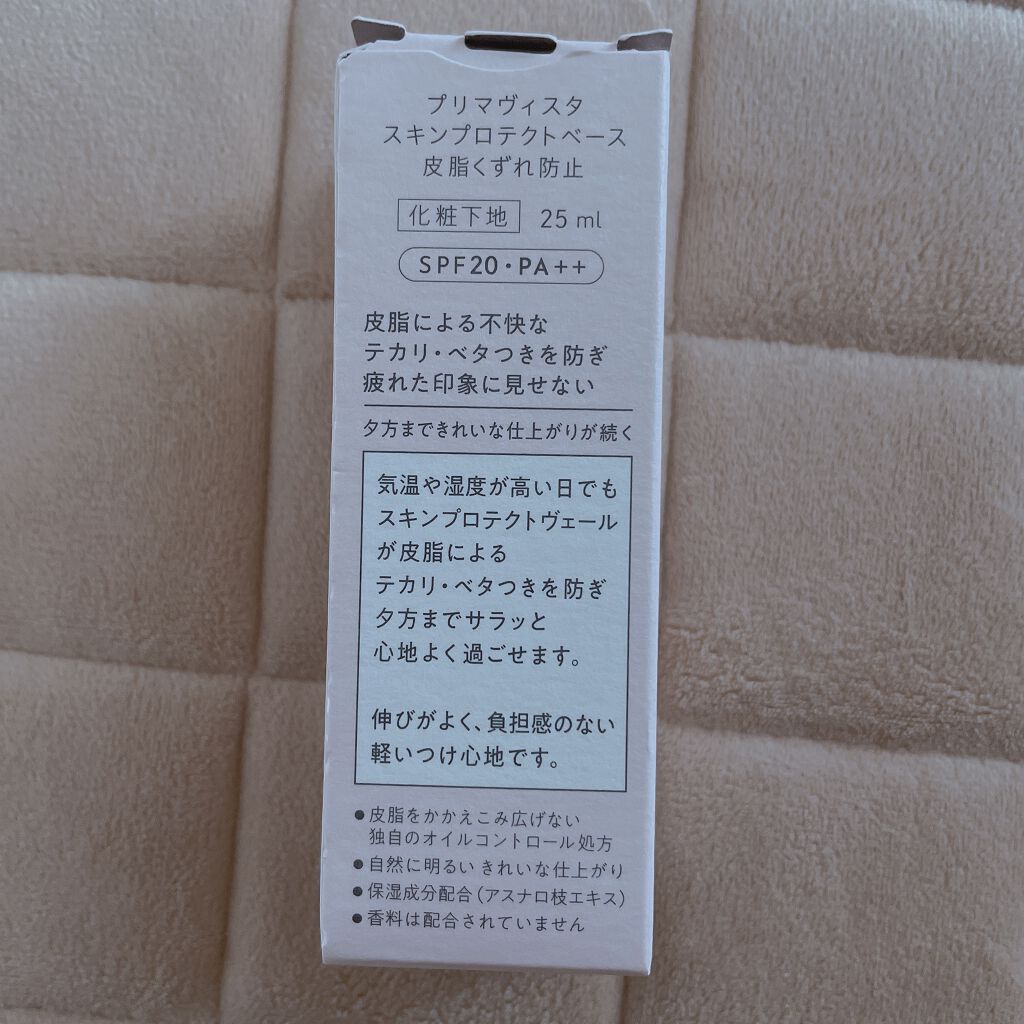 プリマヴィスタ
スキンプロテクトベース
皮脂くずれ防止
化粧下地 25 ml
SPF20・PA++
皮脂による不快な
テカリ・ベタつきを防ぎ
疲れた印象に見せない
夕方まできれいな仕上がりが続く
気温や湿度が高い日でも
スキンプロテクトヴェール
が皮脂による
テカリ・ベタつきを防ぎ
夕方までサラッと
心地よく過ごせます。
伸びがよく、負担感のない
軽いつけ心地です。
●皮脂をかかえこみ広げない
独自のオイルコントロール処方
●自然に明るい きれいな仕上がり
●保湿成分配合(アスナロ枝エキス)
●香料は配合されていません